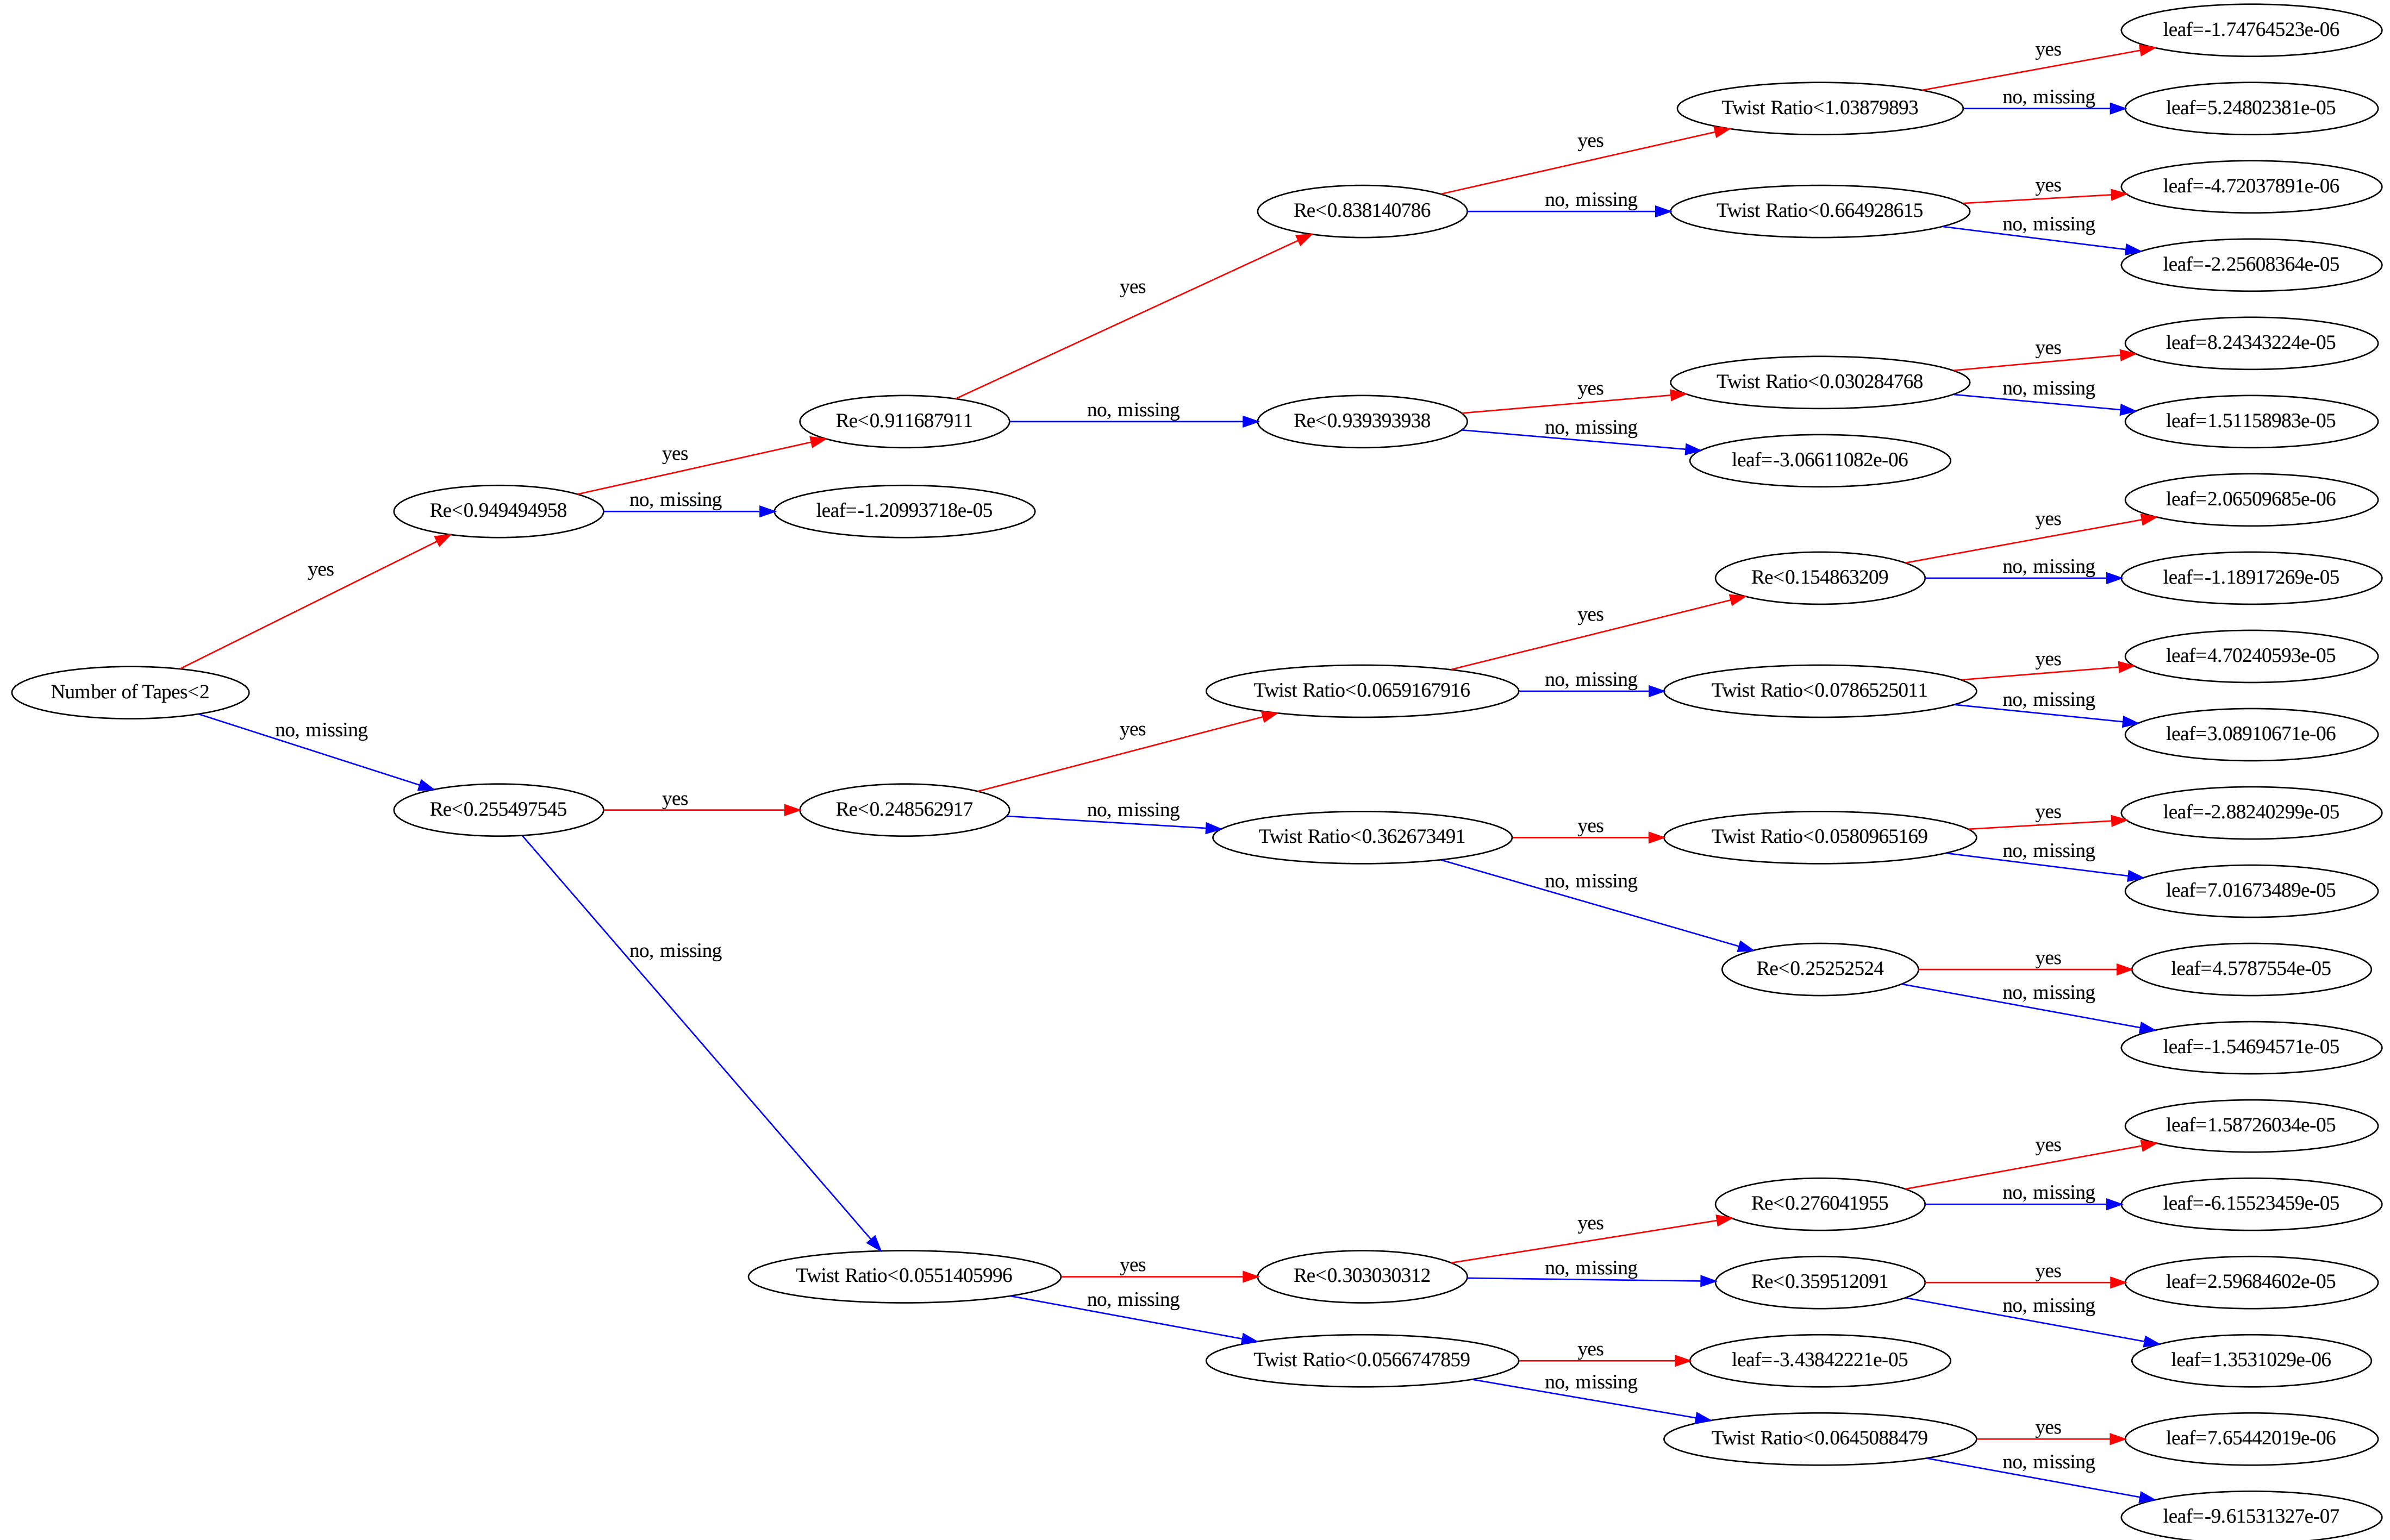 leaf=-1.74764523e-06
yes
Twist Ratio<1.03879893
no, missing
leaf=5.24802381e-05
yes
leaf=-4.72037891e-06
yes
Re<0.838140786
no, missing
Twist Ratio<0.664928615
no, missing
leaf=-2.25608364e-05
yes
leaf=8.24343224e-05
yes
Twist Ratio<0.030284768
yes
no, missing
Re<0.911687911
no, missing
Re<0.939393938
no, missing
leaf=1.51158983e-05
yes
leaf=-3.06611082e-06
Re<0.949494958
no, missing
leaf=-1.20993718e-05
leaf=2.06509685e-06
yes
yes
Re<0.154863209
no, missing
leaf=-1.18917269e-05
yes
leaf=4.70240593e-05
yes
Number of Tapes<2
Twist Ratio<0.0659167916
no, missing
Twist Ratio<0.0786525011
no, missing
no, missing
yes
leaf=3.08910671e-06
Re<0.255497545
yes
Re<0.248562917
no, missing
yes
leaf=-2.88240299e-05
Twist Ratio<0.362673491
yes
Twist Ratio<0.0580965169
no, missing
no, missing
leaf=7.01673489e-05
no, missing
Re<0.25252524
yes
leaf=4.5787554e-05
no, missing
leaf=-1.54694571e-05
leaf=1.58726034e-05
yes
Re<0.276041955
no, missing
leaf=-6.15523459e-05
yes
Twist Ratio<0.0551405996
yes
Re<0.303030312
no, missing
Re<0.359512091
yes
leaf=2.59684602e-05
no, missing
no, missing
Twist Ratio<0.0566747859
yes
leaf=-3.43842221e-05
leaf=1.3531029e-06
no, missing
Twist Ratio<0.0645088479
yes
leaf=7.65442019e-06
no, missing
leaf=-9.61531327e-07